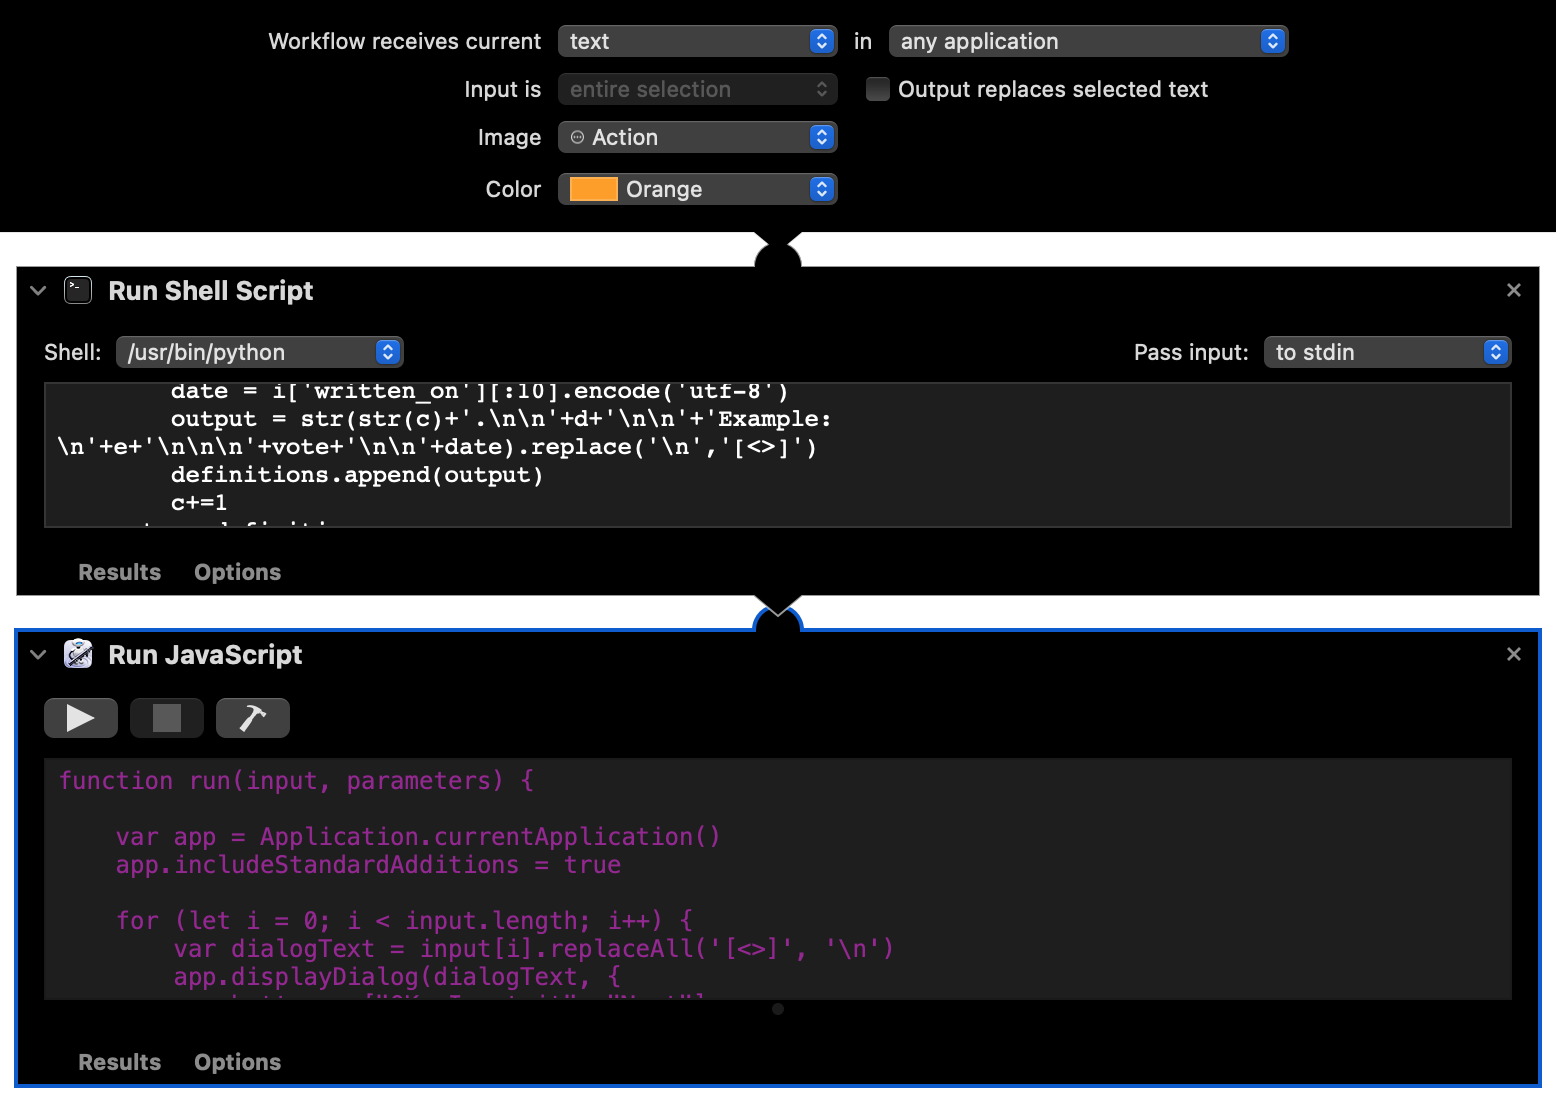 Workflow receives current text in any application
Input is entire selection Output replaces selected text
Image Action
Color Orange
Run Shell Script
Shell: /usr/bin/python Pass input: to stdin
date = i['written_on'][:10].encode('utf-8')
output = str(str(c)+'.\n\n'+d+'\n\n'+'Example:
\n'+e+'\n\n\n'+vote+'\n\n'+date).replace('\n','[<>]')
definitions.append(output)
c+=1
Results Options
Run JavaScript
function run(input, parameters) {
var app = Application.currentApplication()
app.includeStandardAdditions = true
for (let i = 0; i < input.length; i++) {
var dialogText = input[i].replaceAll('[<>]', '\n')
app.displayDialog(dialogText, {
Results Options